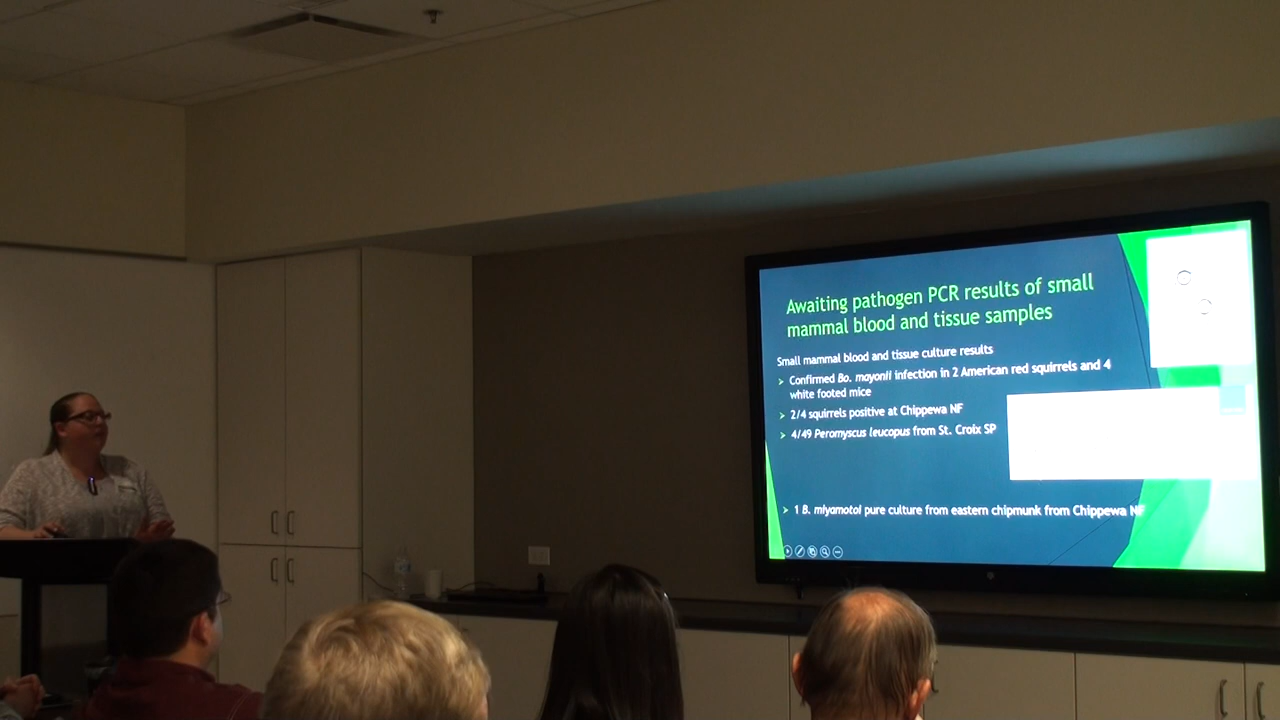 Awaiting pathogen PCR results of small
mammal blood and tissue samples
Small mammal blood and tissue culture results
Confirmed Bo. mayonii infection in 2 American red squirrels and 4
white footed mice
2/4 squirrels positive at Chippewa NF
4/49 Peromyscus leucopus from St. Croix SP
1 B. miyamotoi pure culture from eastern chipmunk from Chippewa NF